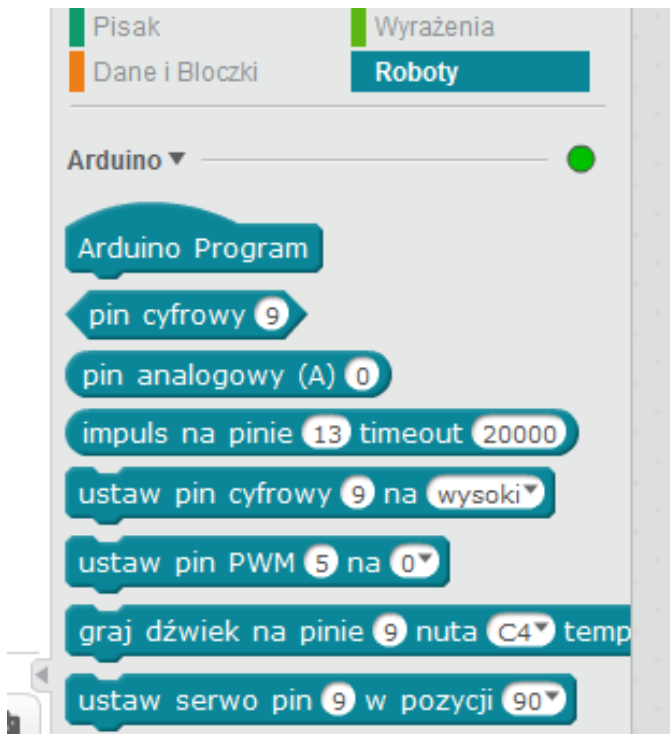 Pisak Wyrażenia
Dane i Bloczki Roboty
Arduino
Arduino Program
pin cyfrowy 9
pin analogowy (A) 0
impuls na pinie 13 timeout 20000
ustaw pin cyfrowy 9 na wysoki
ustaw pin PWM 5 na 0
graj dźwiek na pinie 9 nuta C4 temp
ustaw serwo pin 9 w pozycji 90